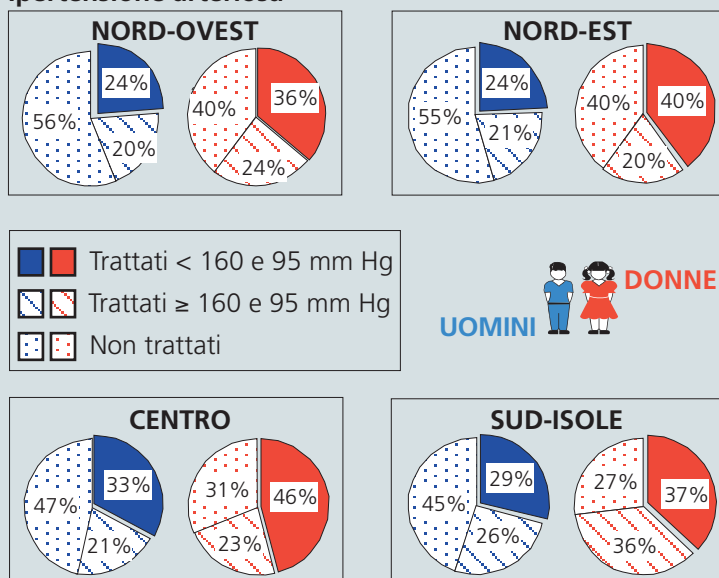 Ipertensione arteriosa
NORD-OVEST
24%
56%
20%
36%
40%
24%
NORD-EST
24%
55%
21%
40%
40%
20%
Trattati < 160 e 95 mm Hg
Trattati ≥ 160 e 95 mm Hg
Non trattati
UOMINI
DONNE
CENTRO
33%
47%
21%
31%
46%
23%
SUD-ISOLE
29%
45%
26%
27%
37%
36%